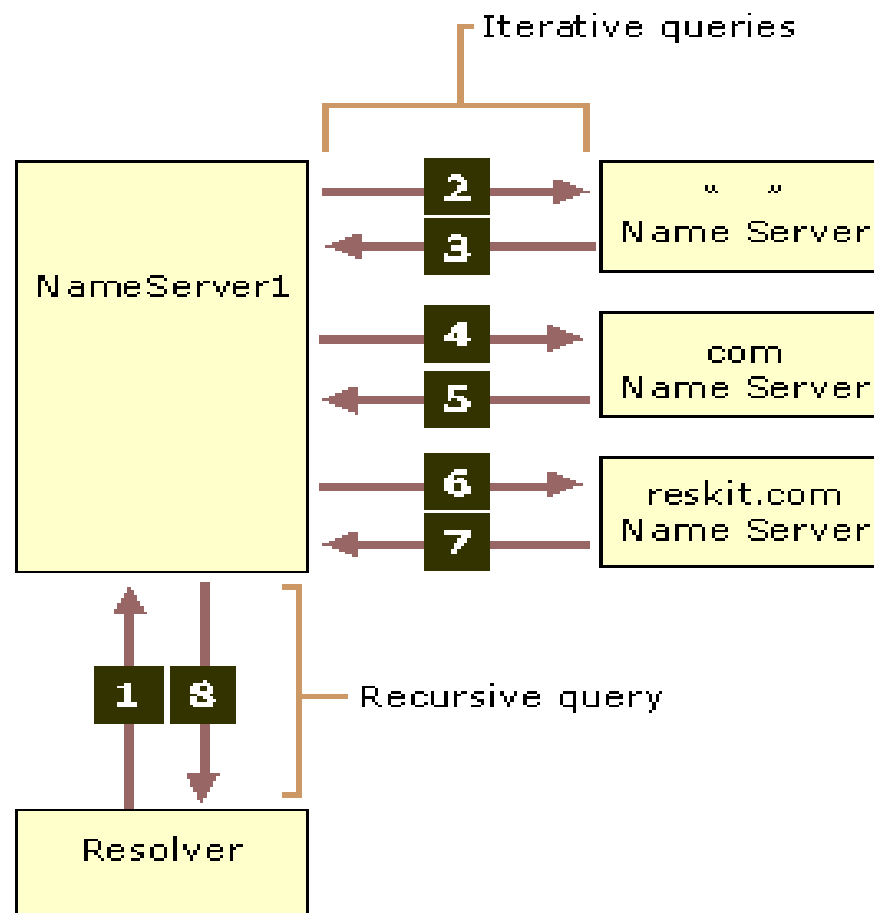 Iterative queries
2
“ ”
Name Server
3
NameServer1
4
com
Name Server
5
6
reskit.com
Name Server
7
1 8
Recursive query
Resolver